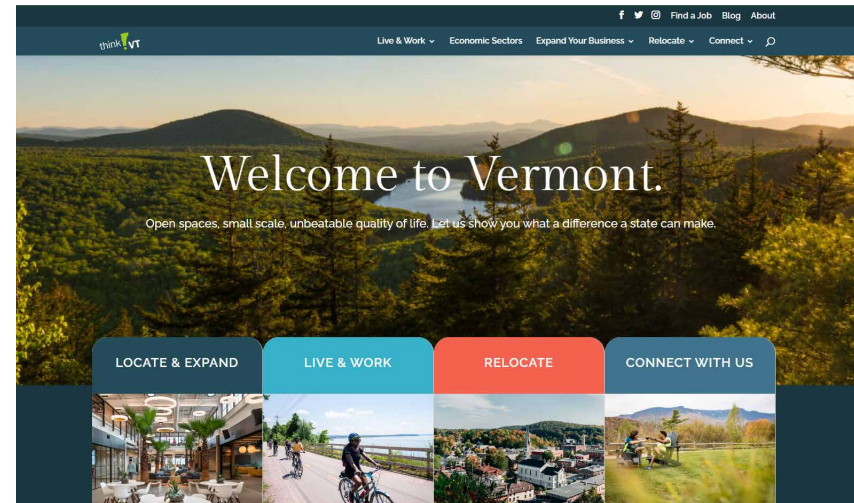 Find a Job Blog About
think VT
Live & Work Economic Sectors Expand Your Business Relocate Connect
Welcome to Vermont.
Open spaces, small scale, unbeatable quality of life. Let us show you what a difference a state can make.
LOCATE & EXPAND
LIVE & WORK
RELOCATE
CONNECT WITH US